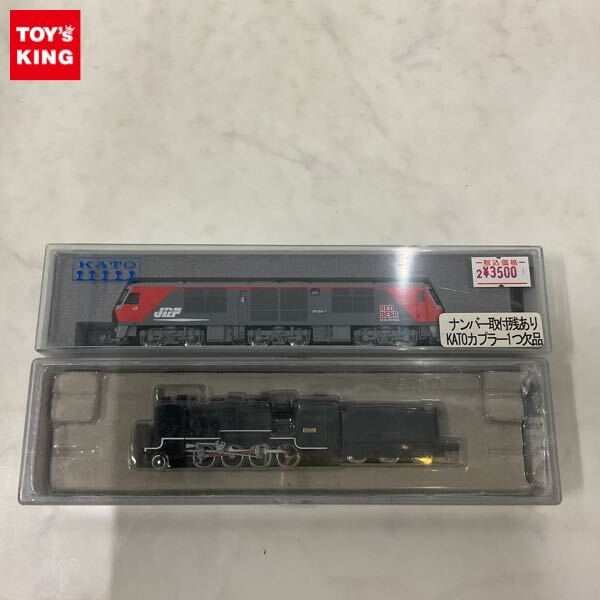 TOY's
KING
KATO
税込価格
2¥3500
JRF
RED
BEAR
ナンバー取付残あり
KATOカプラー1つ欠品